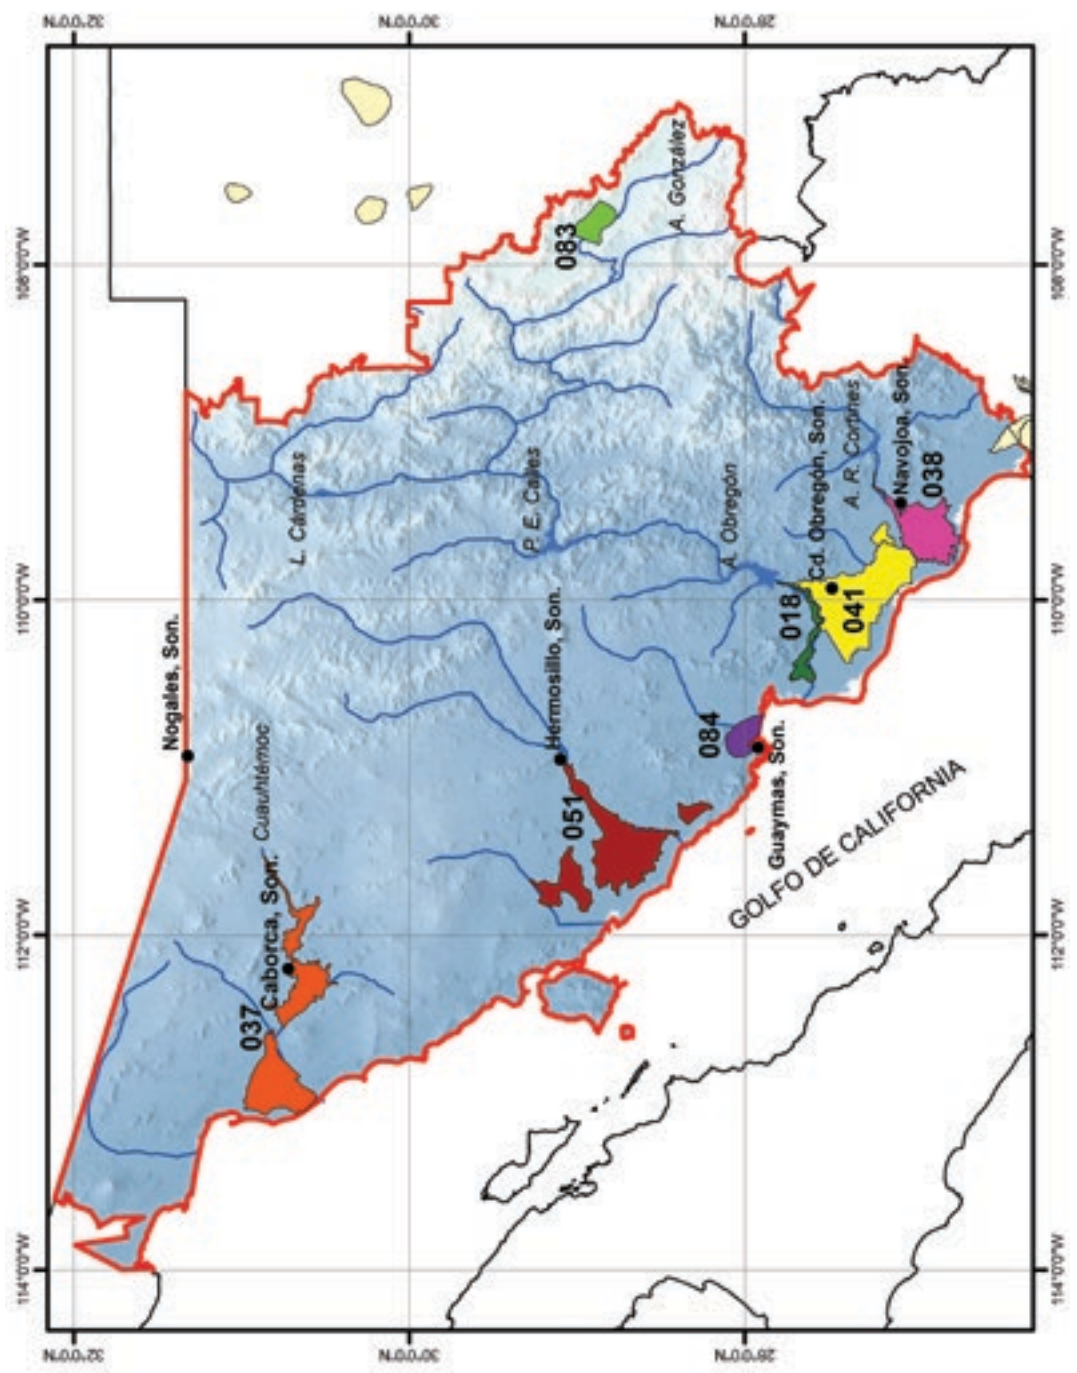 114°0'0"W
112°0'0"W
110°0'0"W
108°0'0"W
32°0'0"N
32°0'0"N
Nogales, Son.
037
Caborca, Son.
Cuauhtémoc
L. Cárdenas
30°0'0"N
30°0'0"N
P. E. Calles
Hermosillo, Son.
083
051
A. González
084
A. Obregón
28°0'0"N
28°0'0"N
Guaymas, Son.
018
Cd. Obregón, Son.
041
A. R. Cortines
Navojoa, Son.
038
GOLFO DE CALIFORNIA
114°0'0"W
112°0'0"W
110°0'0"W
108°0'0"W